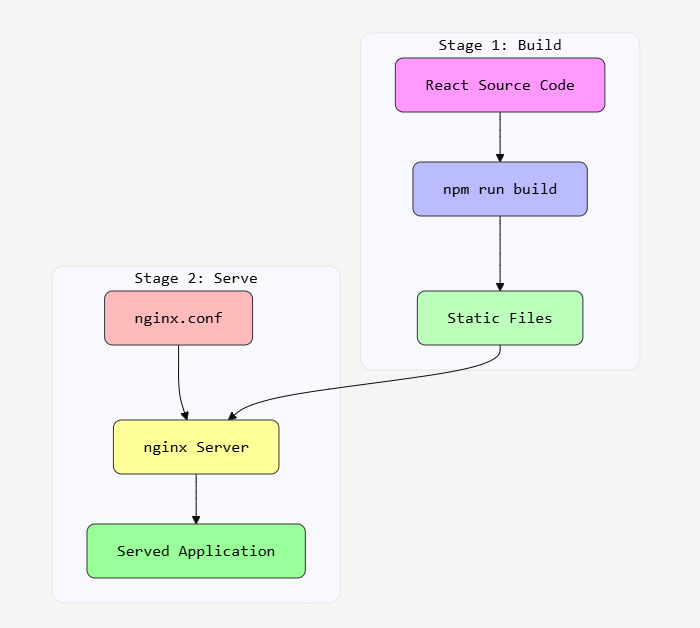 Stage 1: Build
React Source Code
npm run build
Static Files
Stage 2: Serve
nginx.conf
nginx Server
Served Application